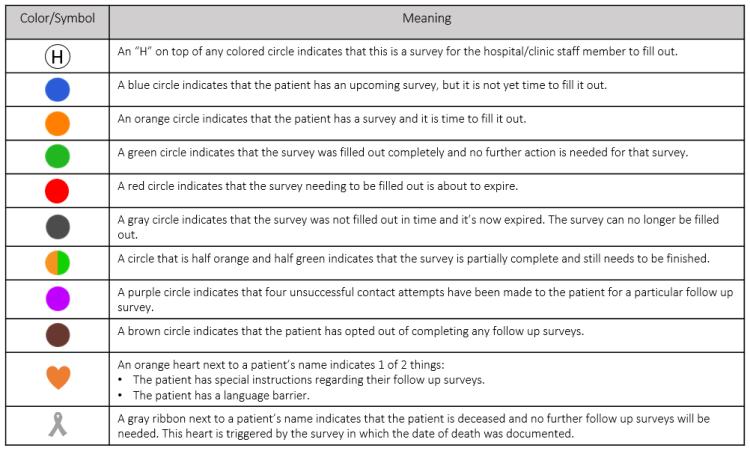 Color/Symbol Meaning
H An "H" on top of any colored circle indicates that this is a survey for the hospital/clinic staff member to fill out.
A blue circle indicates that the patient has an upcoming survey, but it is not yet time to fill it out.
An orange circle indicates that the patient has a survey and it is time to fill it out.
A green circle indicates that the survey was filled out completely and no further action is needed for that survey.
A red circle indicates that the survey needing to be filled out is about to expire.
A gray circle indicates that the survey was not filled out in time and it's now expired. The survey can no longer be filled
out.
A circle that is half orange and half green indicates that the survey is partially complete and still needs to be finished.
A purple circle indicates that four unsuccessful contact attempts have been made to the patient for a particular follow up
survey.
A brown circle indicates that the patient has opted out of completing any follow up surveys.
An orange heart next to a patient's name indicates 1 of 2 things:
• The patient has special instructions regarding their follow up surveys.
• The patient has a language barrier.
A gray ribbon next to a patient's name indicates that the patient is deceased and no further follow up surveys will be
needed. This heart is triggered by the survey in which the date of death was documented.